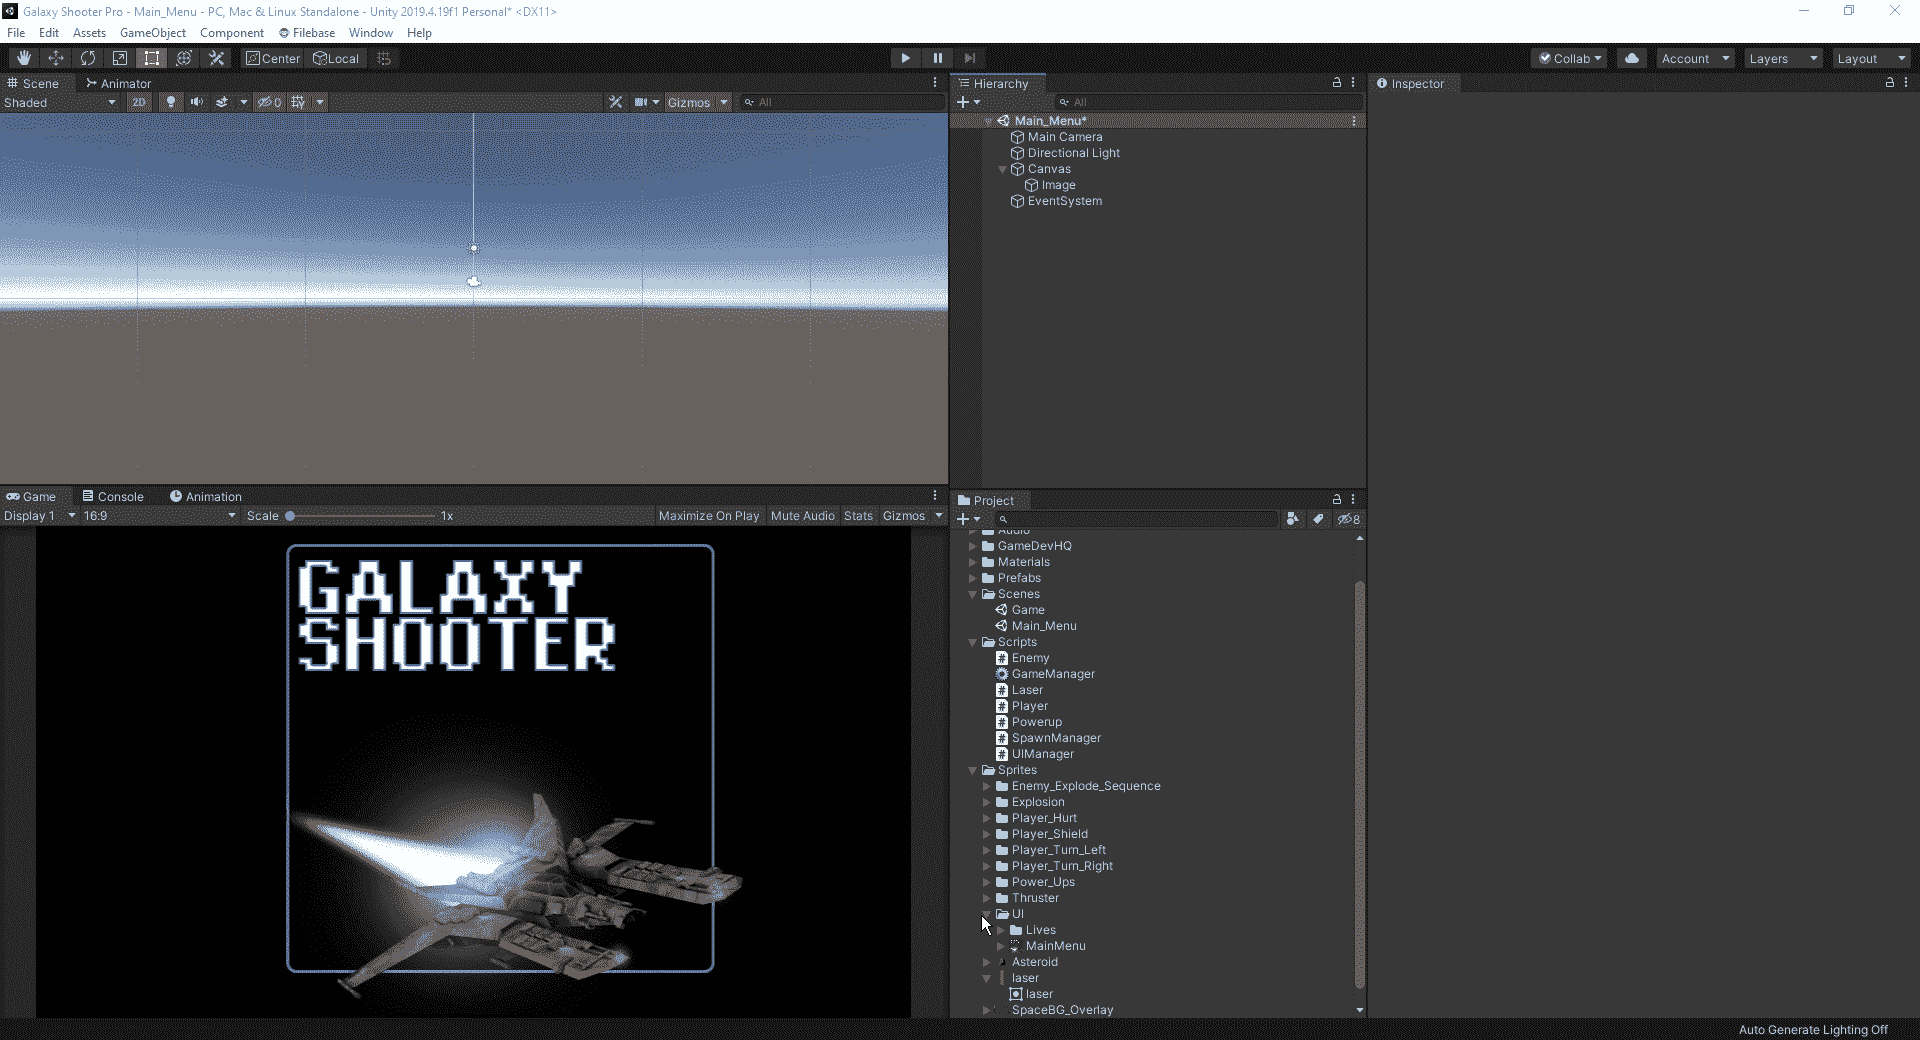 Galaxy Shooter Pro - Main_Menu - PC, Mac & Linux Standalone - Unity 2019.4.19f1 Personal* <DX11>
File Edit Assets GameObject Component Filebase Window Help
Center Local Collab Account Layers Layout
Scene Animator
Shaded 2D 0 Gizmos All
Hierarchy
All
Main_Menu*
Main Camera
Directional Light
Canvas
Image
EventSystem
Inspector
Game Console Animation
Display 1 16:9 Scale 1x Maximize On Play Mute Audio Stats Gizmos
GALAXY
SHOOTER
Project
8
Audio
GameDevHQ
Materials
Prefabs
Scenes
Game
Main_Menu
Scripts
Enemy
GameManager
Laser
Player
Powerup
SpawnManager
UIManager
Sprites
Enemy_Explode_Sequence
Explosion
Player_Hurt
Player_Shield
Player_Turn_Left
Player_Turn_Right
Power_Ups
Thruster
UI
Lives
MainMenu
Asteroid
laser
laser
SpaceBG_Overlay
Auto Generate Lighting Off